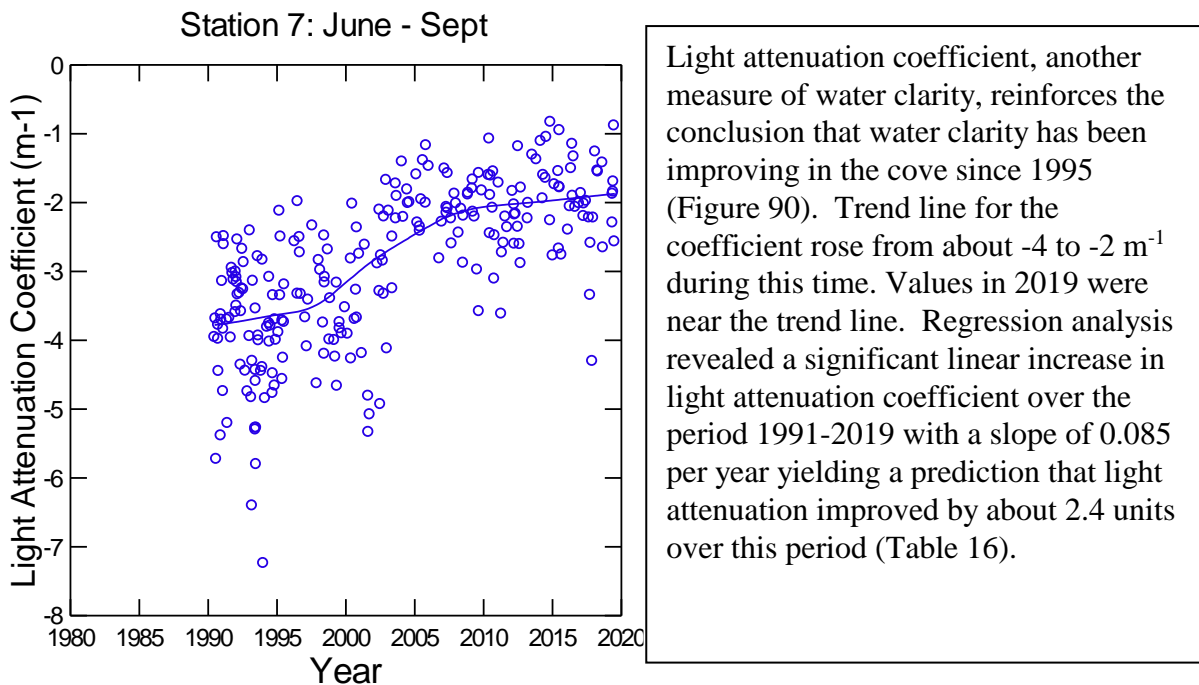 Station 7: June - Sept
Light Attenuation Coefficient (m-1)
0
-1
-2
-3
-4
-5
-6
-7
-8
1980 1985 1990 1995 2000 2005 2010 2015 2020
Year
Light attenuation coefficient, another
measure of water clarity, reinforces the
conclusion that water clarity has been
improving in the cove since 1995
(Figure 90).  Trend line for the
coefficient rose from about -4 to -2 m⁻¹
during this time. Values in 2019 were
near the trend line.  Regression analysis
revealed a significant linear increase in
light attenuation coefficient over the
period 1991-2019 with a slope of 0.085
per year yielding a prediction that light
attenuation improved by about 2.4 units
over this period (Table 16).